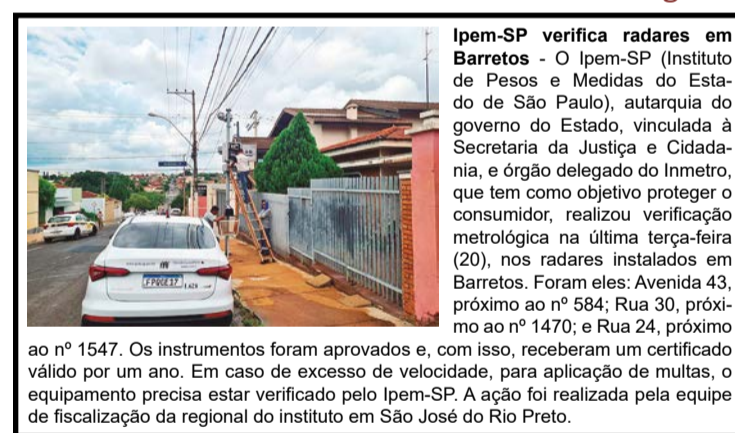 Ipem-SP verifica radares em
Barretos - O Ipem-SP (Instituto
de Pesos e Medidas do Esta-
do de São Paulo), autarquia do
governo do Estado, vinculada à
Secretaria da Justiça e Cidada-
nia, e órgão delegado do Inmetro,
que tem como objetivo proteger o
consumidor, realizou verificação
metrológica na última terça-feira
(20), nos radares instalados em
Barretos. Foram eles: Avenida 43,
próximo ao nº 584; Rua 30, próxi-
mo ao nº 1470; e Rua 24, próximo
ao nº 1547. Os instrumentos foram aprovados e, com isso, receberam um certificado
válido por um ano. Em caso de excesso de velocidade, para aplicação de multas, o
equipamento precisa estar verificado pelo Ipem-SP. A ação foi realizada pela equipe
de fiscalização da regional do instituto em São José do Rio Preto.